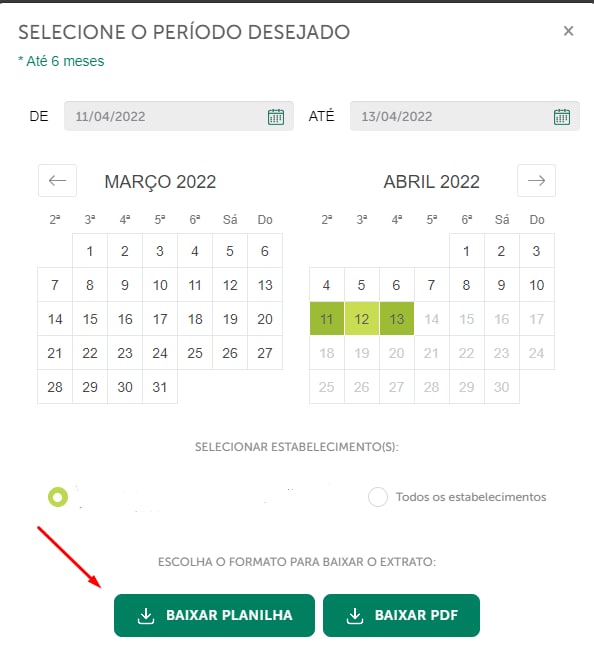 SELECIONE O PERÍODO DESEJADO ×
* Até 6 meses
DE 11/04/2022 ATÉ 13/04/2022
MARÇO 2022
2ª 3ª 4ª 5ª 6ª Sá Do
1 2 3 4 5 6
7 8 9 10 11 12 13
14 15 16 17 18 19 20
21 22 23 24 25 26 27
28 29 30 31
ABRIL 2022
2ª 3ª 4ª 5ª 6ª Sá Do
1 2 3
4 5 6 7 8 9 10
11 12 13 14 15 16 17
18 19 20 21 22 23 24
25 26 27 28 29 30
SELECIONAR ESTABELECIMENTO(S):
Todos os estabelecimentos
ESCOLHA O FORMATO PARA BAIXAR O EXTRATO:
BAIXAR PLANILHA BAIXAR PDF